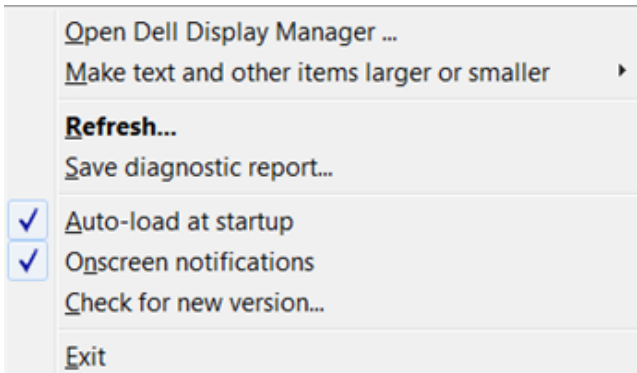 Open Dell Display Manager ...
Make text and other items larger or smaller
Refresh...
Save diagnostic report...
Auto-load at startup
Onscreen notifications
Check for new version...
Exit